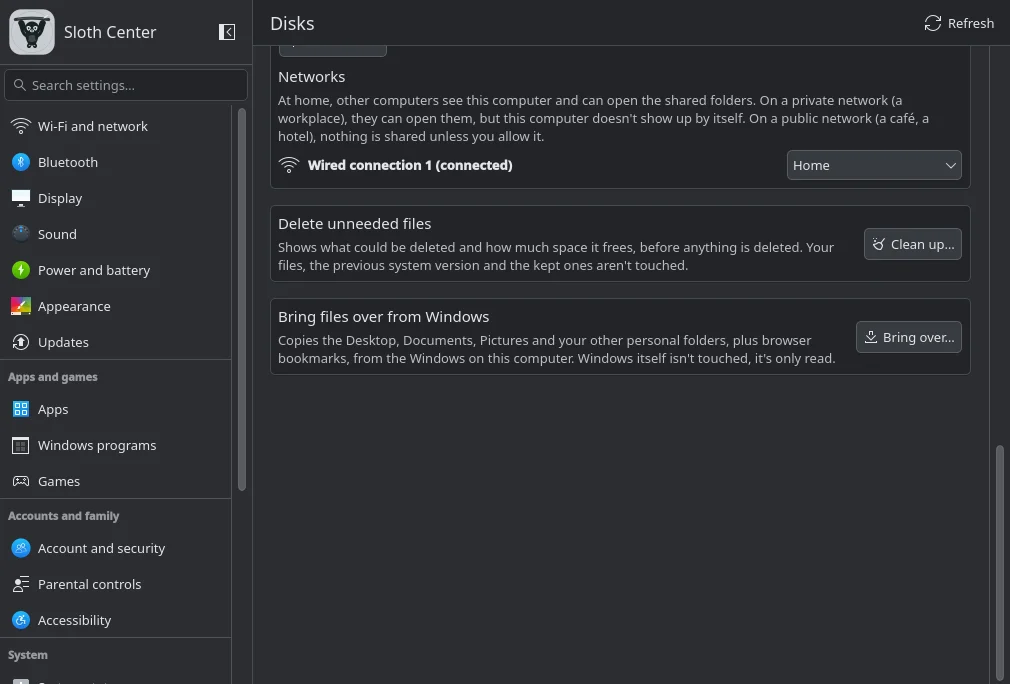 Sloth Center
Search settings...
Wi-Fi and network
Bluetooth
Display
Sound
Power and battery
Appearance
Updates
Apps and games
Apps
Windows programs
Games
Accounts and family
Account and security
Parental controls
Accessibility
System
Disks
Refresh
Networks
At home, other computers see this computer and can open the shared folders. On a private network (a
workplace), they can open them, but this computer doesn't show up by itself. On a public network (a café, a
hotel), nothing is shared unless you allow it.
Wired connection 1 (connected)
Home
Delete unneeded files
Shows what could be deleted and how much space it frees, before anything is deleted. Your
files, the previous system version and the kept ones aren't touched.
Clean up...
Bring files over from Windows
Copies the Desktop, Documents, Pictures and your other personal folders, plus browser
bookmarks, from the Windows on this computer. Windows itself isn't touched, it's only read.
Bring over...